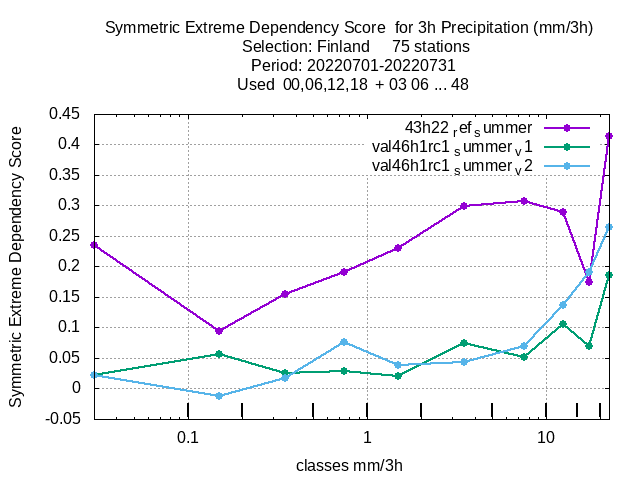 Symmetric Extreme Dependency Score  for 3h Precipitation (mm/3h)
Selection: Finland     75 stations
Period: 20220701-20220731
Used  00,06,12,18  + 03 06 ... 48
0.45
0.4
0.35
0.3
0.25
0.2
0.15
0.1
0.05
0
-0.05
Symmetric Extreme Dependency Score
43h22 ref summer
val46h1rc1 summer v1
val46h1rc1 summer v2
0.1 1 10
classes mm/3h